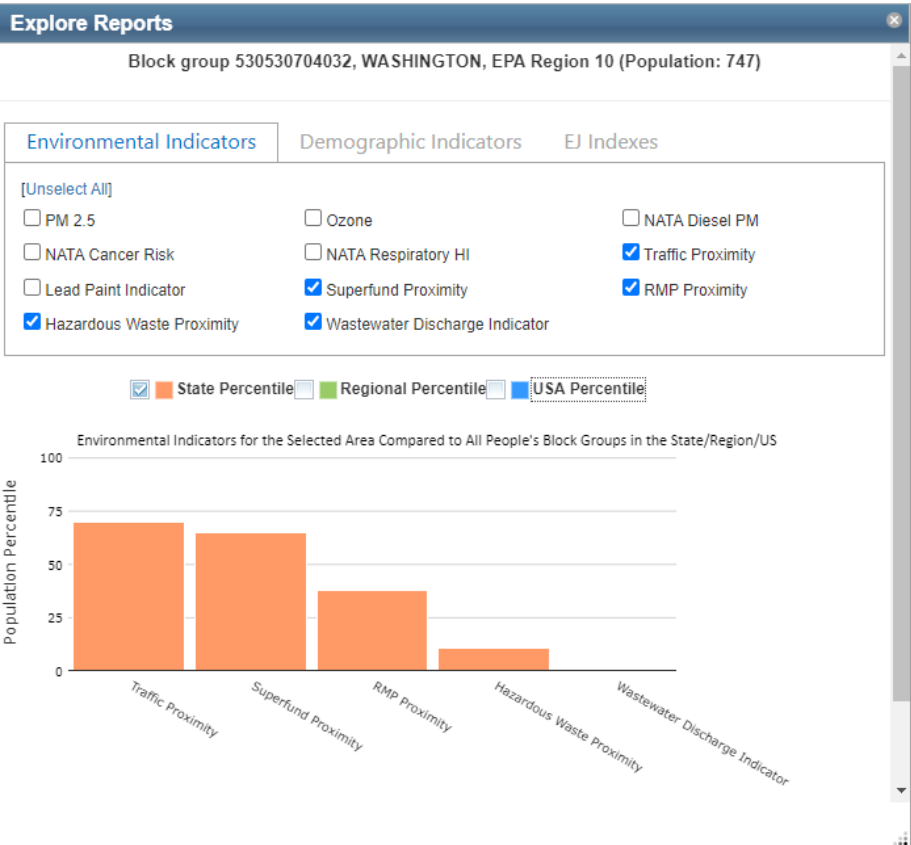 Explore Reports
Block group 530530704032, WASHINGTON, EPA Region 10 (Population: 747)
Environmental Indicators Demographic Indicators EJ Indexes
[Unselect All]
PM 2.5 Ozone NATA Diesel PM
NATA Cancer Risk NATA Respiratory HI Traffic Proximity
Lead Paint Indicator Superfund Proximity RMP Proximity
Hazardous Waste Proximity Wastewater Discharge Indicator
State Percentile Regional Percentile USA Percentile
Environmental Indicators for the Selected Area Compared to All People's Block Groups in the State/Region/US
Population Percentile
100
75
50
25
0
Traffic Proximity
Superfund Proximity
RMP Proximity
Hazardous Waste Proximity
Wastewater Discharge Indicator